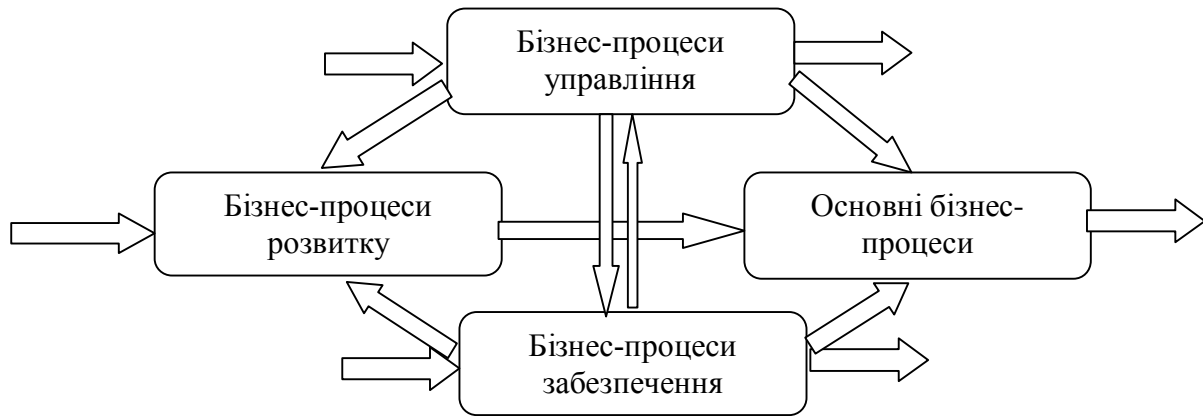 Бізнес-процеси
управління
Бізнес-процеси
розвитку
Основні бізнес-
процеси
Бізнес-процеси
забезпечення